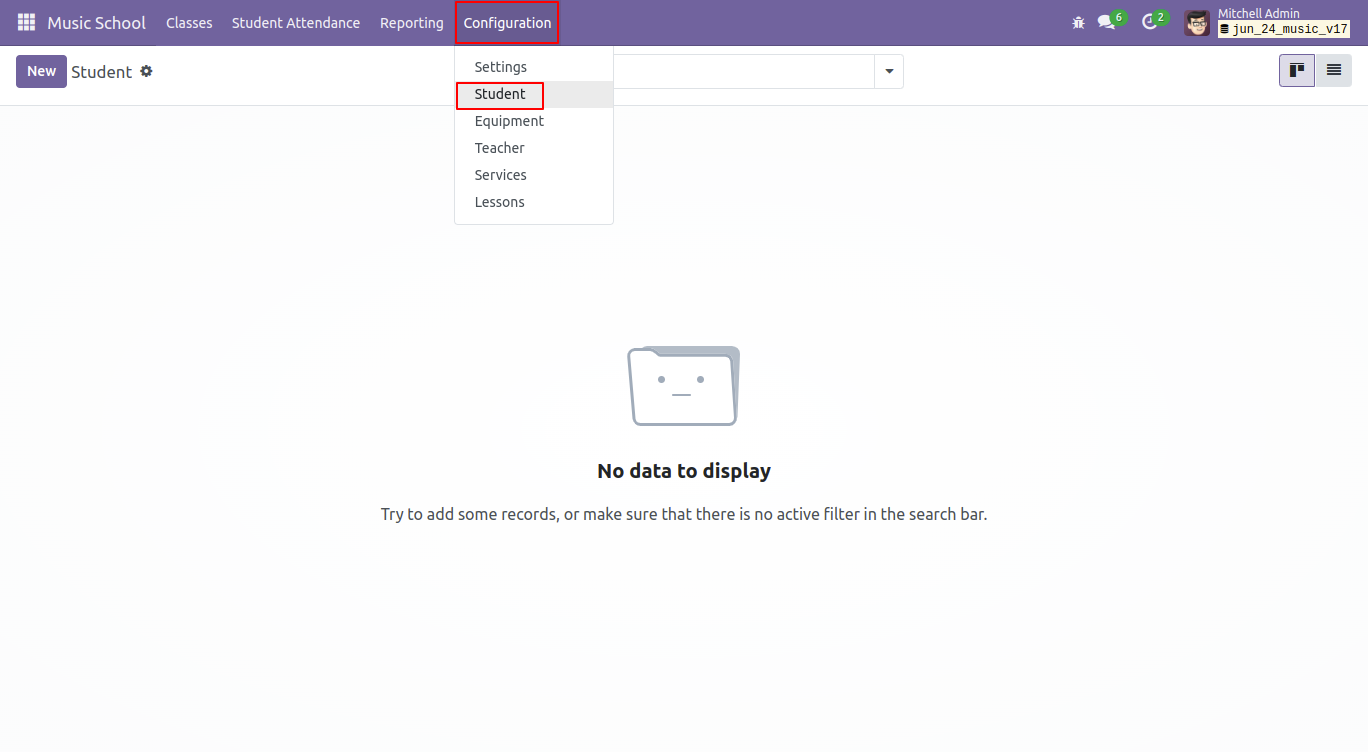 Music School Classes Student Attendance Reporting Configuration 6 2 Mitchell Admin
jun_24_music_v17
New Student
Settings
Student
Equipment
Teacher
Services
Lessons
No data to display
Try to add some records, or make sure that there is no active filter in the search bar.